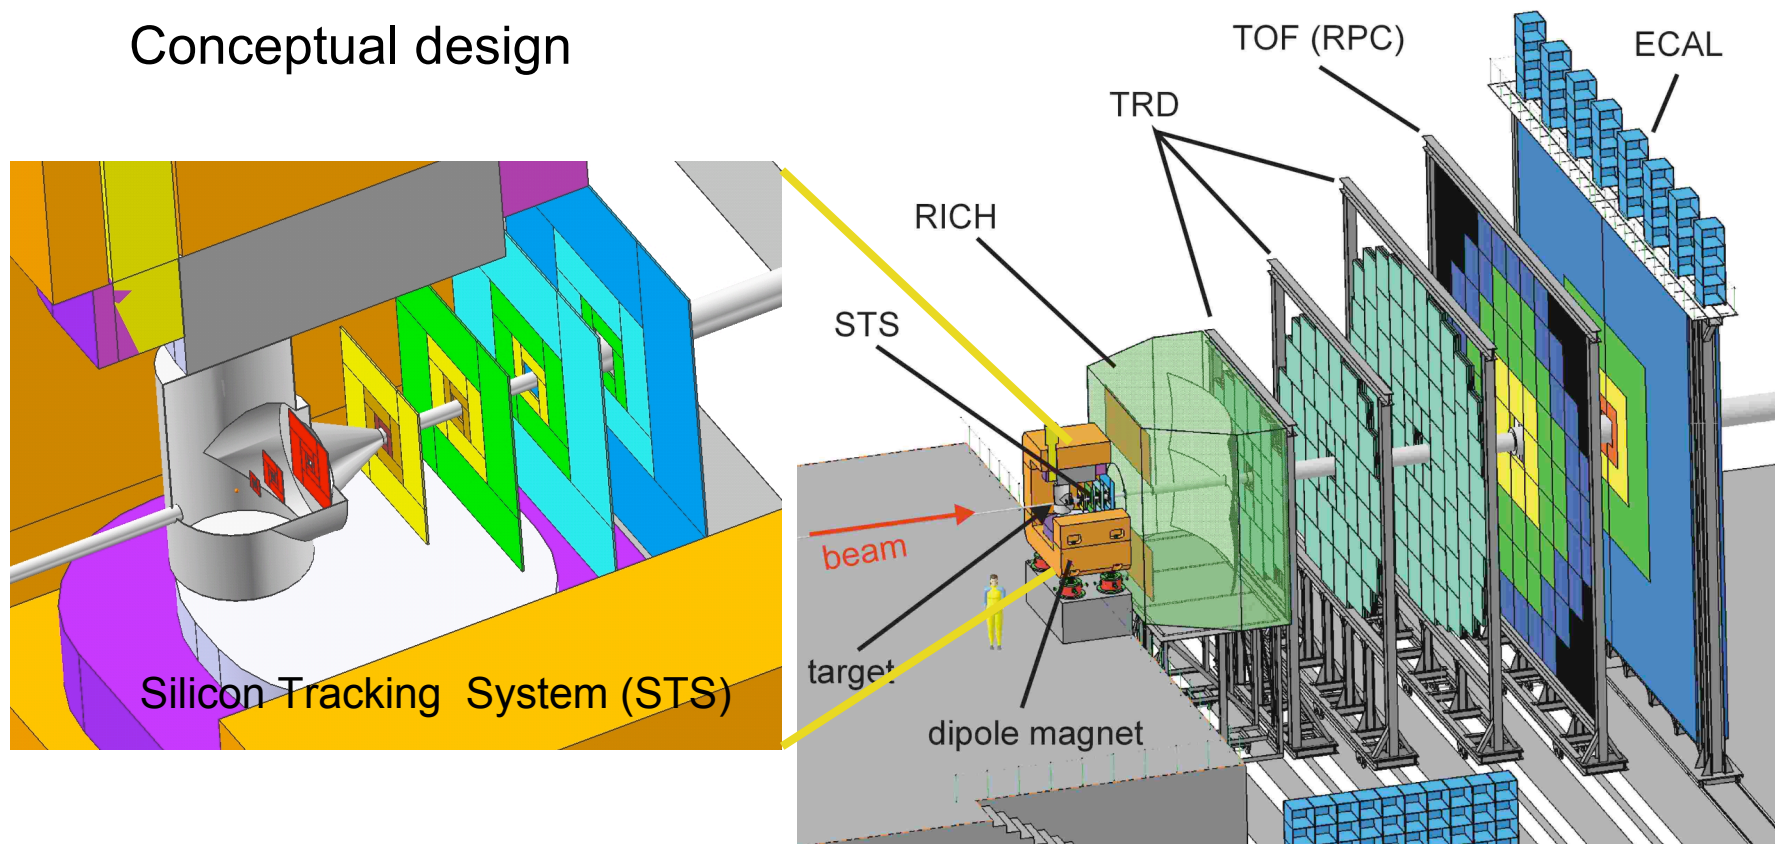 Conceptual design
TOF (RPC)
ECAL
TRD
RICH
STS
beam
target
dipole magnet
Silicon Tracking System (STS)